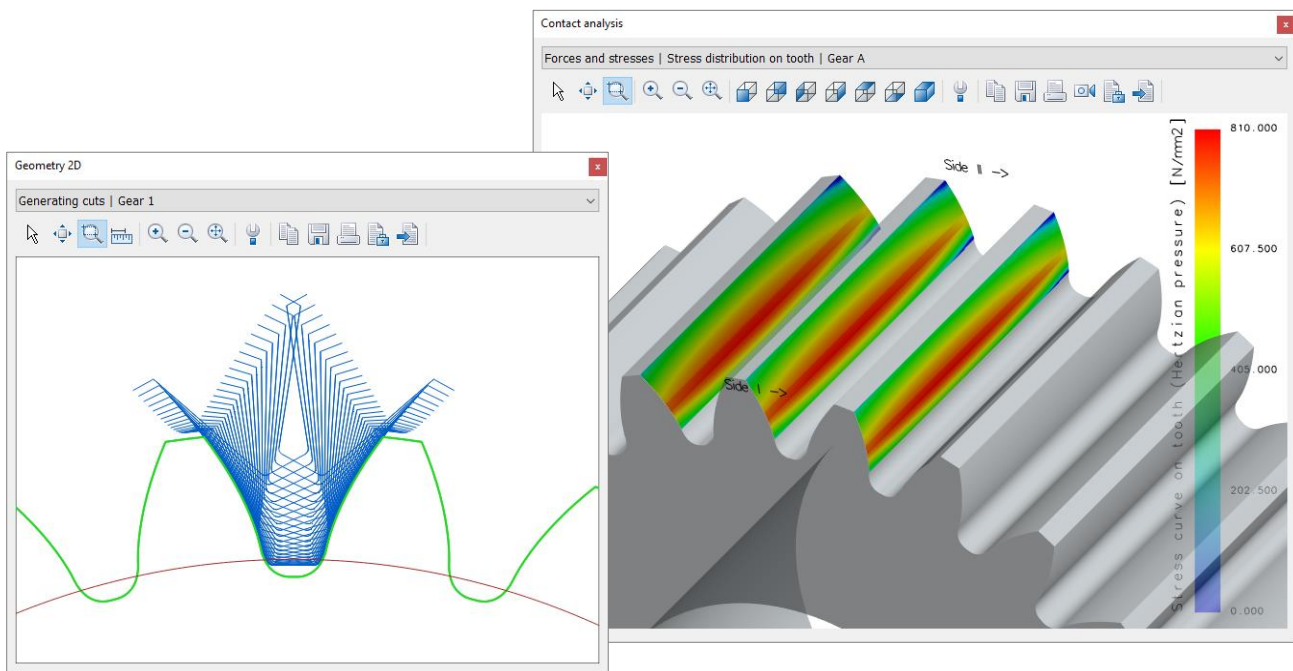 Contact analysis
x
Forces and stresses | Stress distribution on tooth | Gear A
Geometry 2D
x
Generating cuts | Gear 1
Side II ->
Side I ->
Stress curve on tooth (Hertzian pressure) [N/mm2]
810.000
607.500
405.000
202.500
0.000